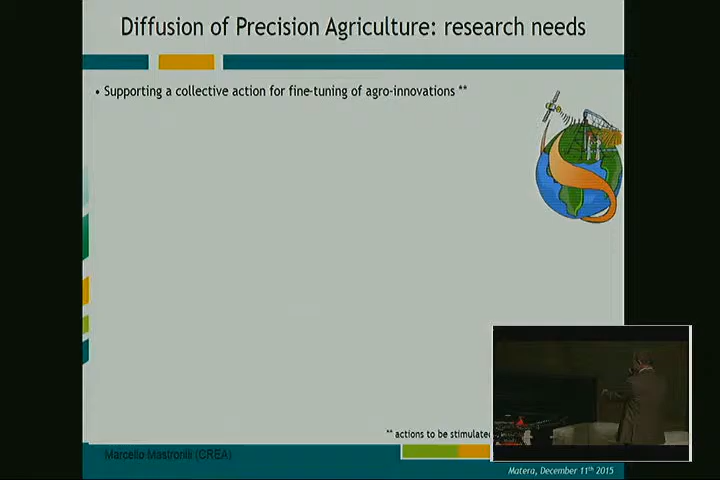 Diffusion of Precision Agriculture: research needs
• Supporting a collective action for fine-tuning of agro-innovations **
** actions to be stimulated
Marcello Mastrorilli (CREA)
Matera, December 11th 2015